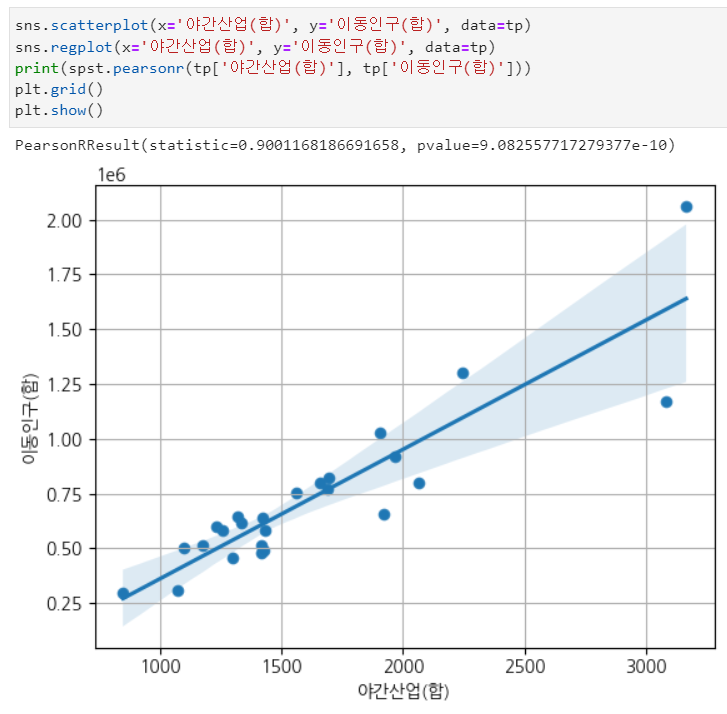 sns.scatterplot(x='야간산업(합)', y='이동인구(합)', data=tp)
sns.regplot(x='야간산업(합)', y='이동인구(합)', data=tp)
print(spst.pearsonr(tp['야간산업(합)'], tp['이동인구(합)']))
plt.grid()
plt.show()
PearsonRResult(statistic=0.9001168186691658, pvalue=9.082557717279377e-10)
1e6
2.00
1.75
1.50
1.25
1.00
0.75
0.50
0.25
이동인구(합)
1000 1500 2000 2500 3000
야간산업(합)